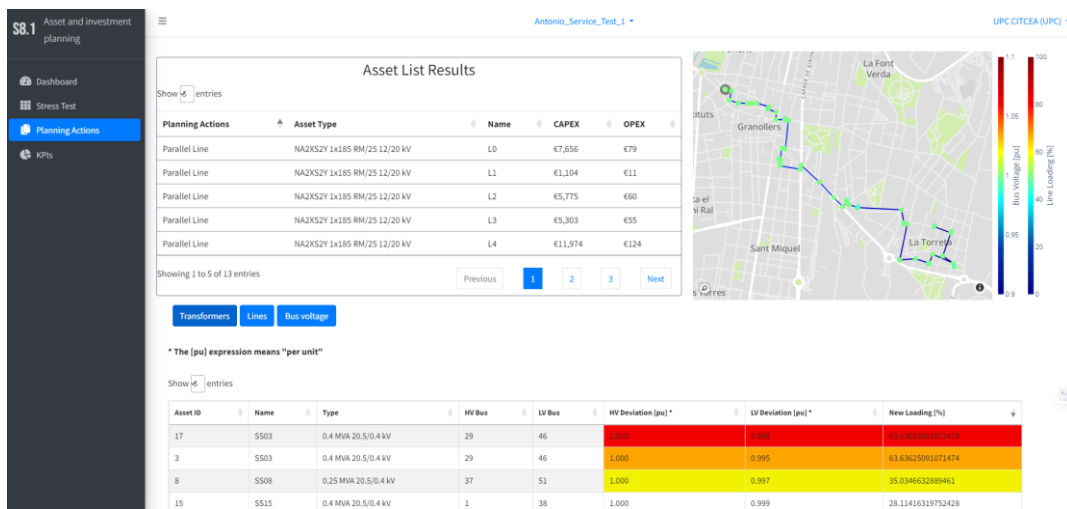 S8.1 Asset and investment planning
Antonio_Service_Test_1
UPC CITCEA (UPC)
Dashboard
Stress Test
Planning Actions
KPIs
Asset List Results
Show 5 entries
Planning Actions Asset Type Name CAPEX OPEX
Parallel Line NA2XS2Y 1x185 RM/25 12/20 kV L0 €7,656 €79
Parallel Line NA2XS2Y 1x185 RM/25 12/20 kV L1 €1,104 €11
Parallel Line NA2XS2Y 1x185 RM/25 12/20 kV L2 €5,775 €60
Parallel Line NA2XS2Y 1x185 RM/25 12/20 kV L3 €5,303 €55
Parallel Line NA2XS2Y 1x185 RM/25 12/20 kV L4 €11,974 €124
Showing 1 to 5 of 13 entries
Previous 1 2 3 Next
La Font Verda
Granollers
Sant Miquel
La Torreta
1.1
1.05
1
0.95
0.9
Bus Voltage [pu]
100
80
60
40
20
0
Line Loading [%]
Transformers Lines Bus voltage
* The [pu] expression means "per unit"
Show 5 entries
Asset ID Name Type HV Bus LV Bus HV Deviation [pu] * LV Deviation [pu] * New Loading [%]
17 SS03 0.4 MVA 20.5/0.4 kV 29 46 1.000 0.995 63.63625091071474
3 SS03 0.4 MVA 20.5/0.4 kV 29 46 1.000 0.995 63.63625091071474
8 SS08 0.25 MVA 20.5/0.4 kV 37 51 1.000 0.997 35.0346632889461
15 SS15 0.4 MVA 20.5/0.4 kV 1 38 1.000 0.999 28.11416319752428